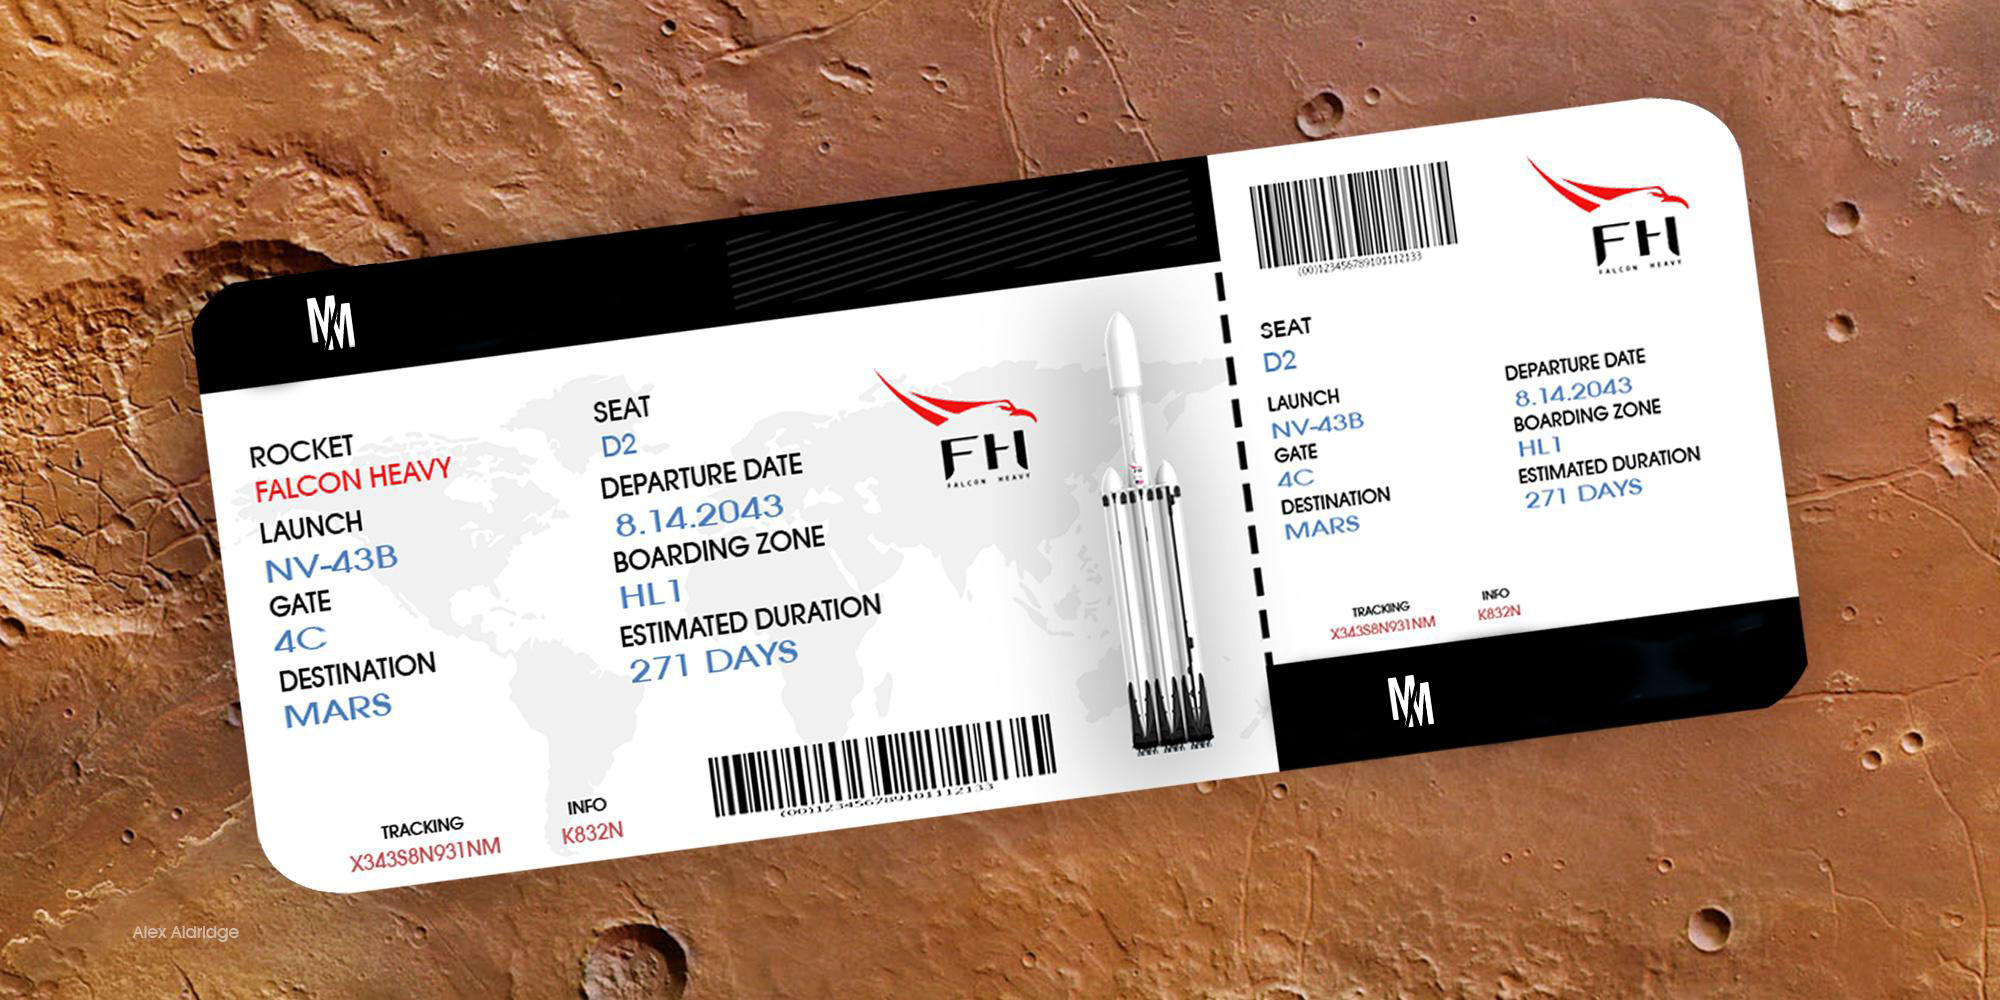 MM
ROCKET
FALCON HEAVY
LAUNCH
NV-43B
GATE
4C
DESTINATION
MARS
TRACKING
X343S8N931NM
INFO
K832N
SEAT
D2
DEPARTURE DATE
8.14.2043
BOARDING ZONE
HL1
ESTIMATED DURATION
271 DAYS
FH
FALCON HEAVY
(00)123456789101112133
(00)123456789101112133
FH
FALCON HEAVY
SEAT
D2
LAUNCH
NV-43B
GATE
4C
DESTINATION
MARS
DEPARTURE DATE
8.14.2043
BOARDING ZONE
HL1
ESTIMATED DURATION
271 DAYS
TRACKING
X343S8N931NM
INFO
K832N
MM
Alex Aldridge